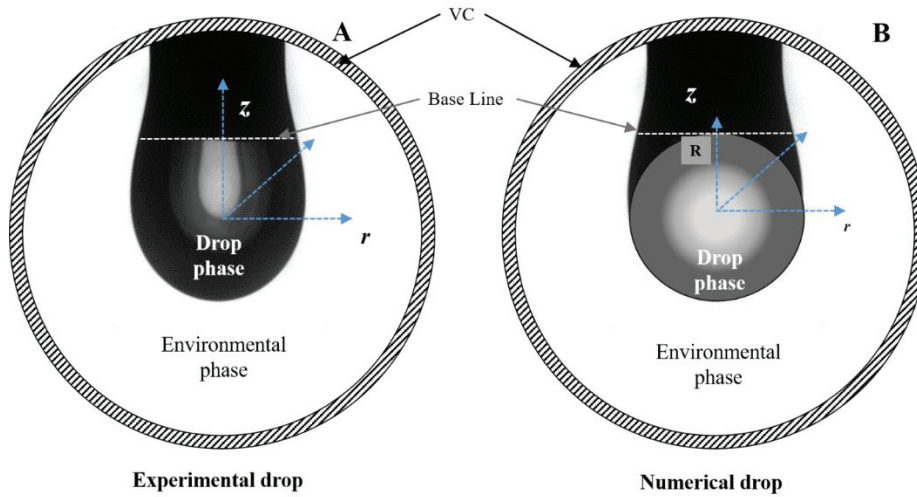 VC
A
B
z
Base Line
z
R
r
r
Drop
phase
Drop
phase
Environmental
phase
Environmental
phase
Experimental drop
Numerical drop